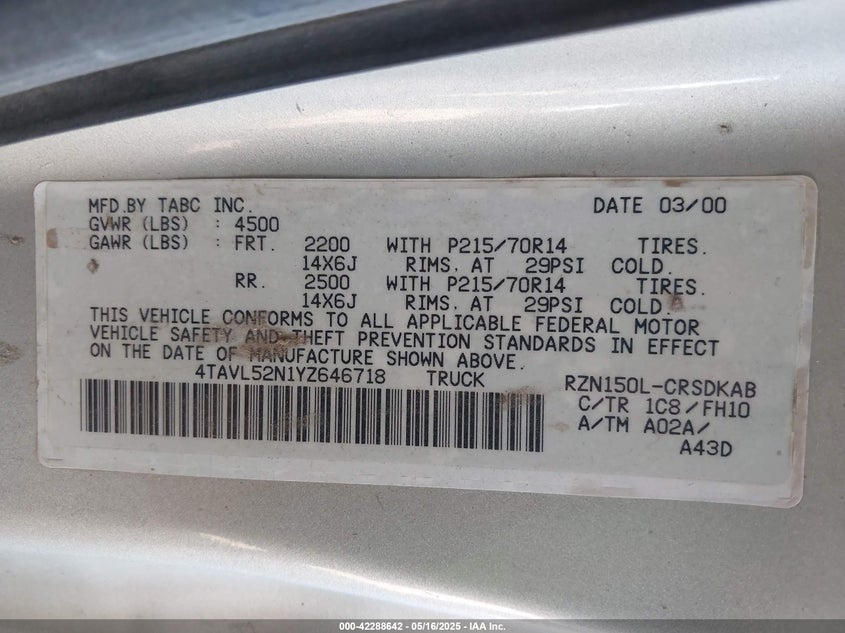 MFD.BY TABC INC. DATE 03/00
GVWR (LBS) : 4500
GAWR (LBS) : FRT. 2200 WITH P215/70R14 TIRES.
14X6J RIMS, AT 29PSI COLD.
RR. 2500 WITH P215/70R14 TIRES.
14X6J RIMS, AT 29PSI COLD.
THIS VEHICLE CONFORMS TO ALL APPLICABLE FEDERAL MOTOR
VEHICLE SAFETY AND THEFT PREVENTION STANDARDS IN EFFECT
ON THE DATE OF MANUFACTURE SHOWN ABOVE.
4TAVL52N1YZ646718 TRUCK RZN150L-CRSDKAB
C/TR 1C8/FH10
A/TM A02A/
A43D
000-42288642 - 05/16/2025 - IAA Inc.